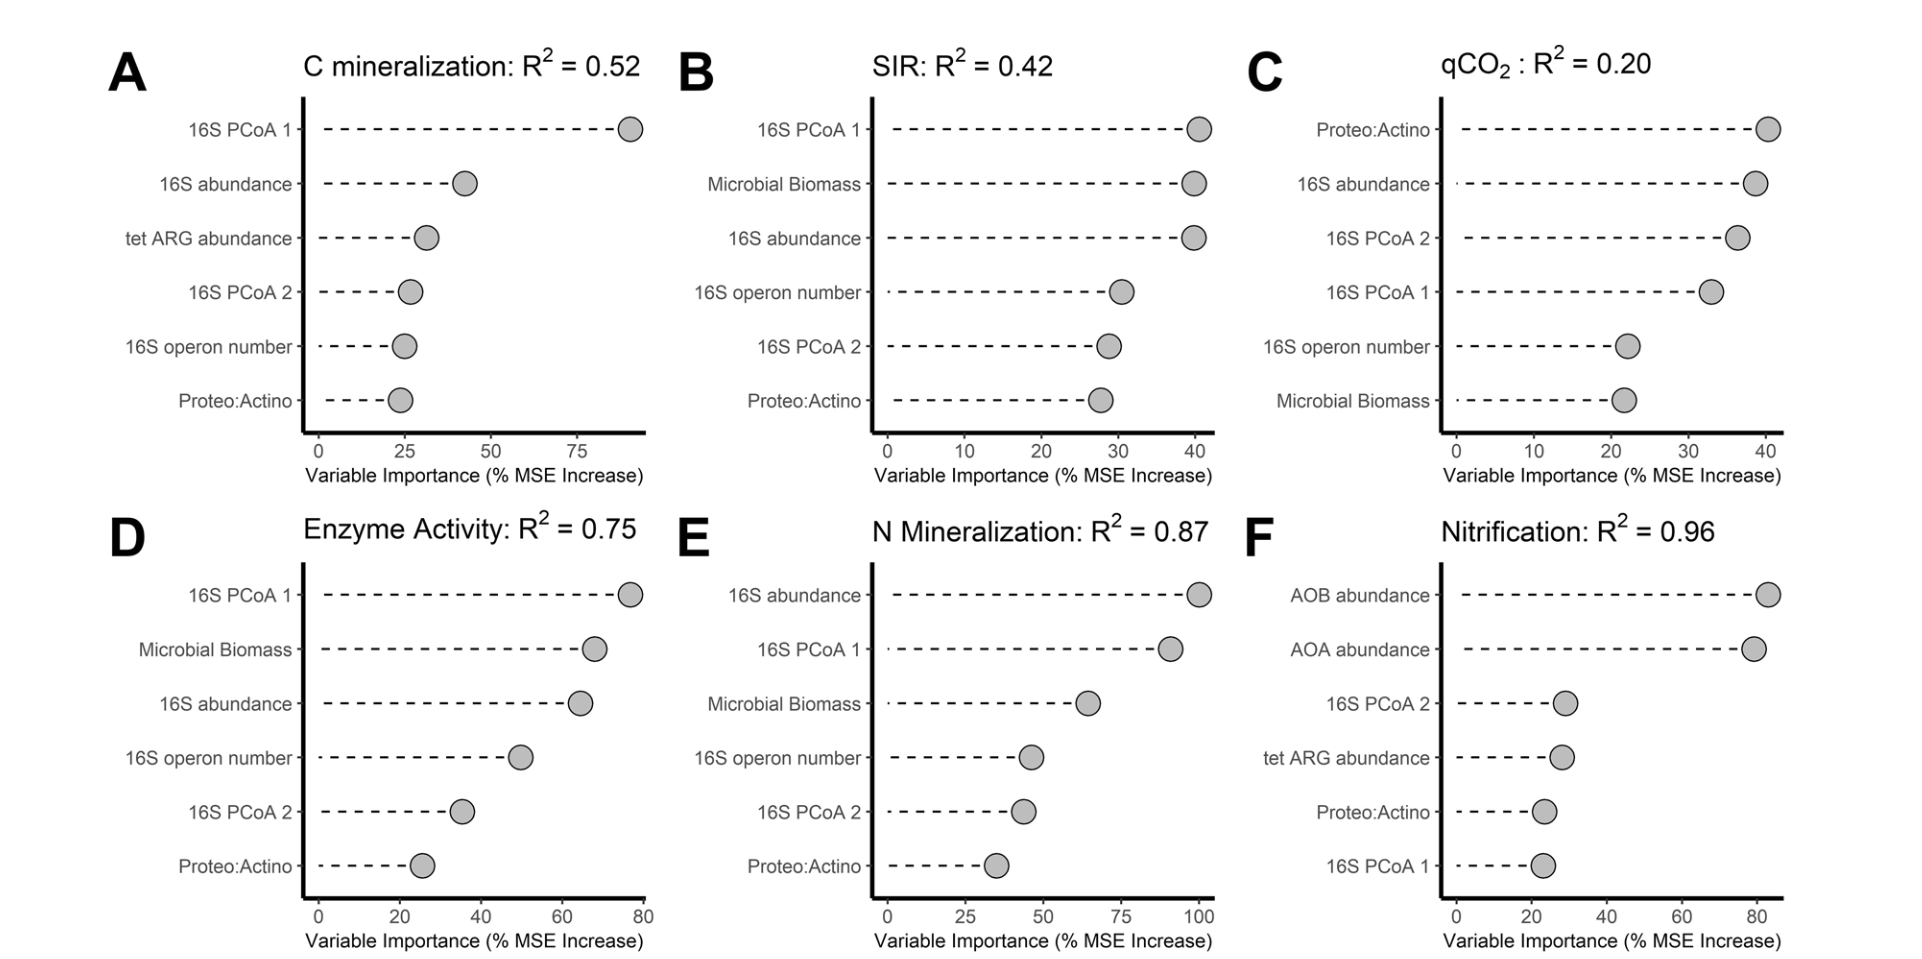 A
C mineralization: R² = 0.52
16S PCoA 1
16S abundance
tet ARG abundance
16S PCoA 2
16S operon number
Proteo:Actino
0 25 50 75
Variable Importance (% MSE Increase)
B
SIR: R² = 0.42
16S PCoA 1
Microbial Biomass
16S abundance
16S operon number
16S PCoA 2
Proteo:Actino
0 10 20 30 40
Variable Importance (% MSE Increase)
C
qCO₂ : R² = 0.20
Proteo:Actino
16S abundance
16S PCoA 2
16S PCoA 1
16S operon number
Microbial Biomass
0 10 20 30 40
Variable Importance (% MSE Increase)
D
Enzyme Activity: R² = 0.75
16S PCoA 1
Microbial Biomass
16S abundance
16S operon number
16S PCoA 2
Proteo:Actino
0 20 40 60 80
Variable Importance (% MSE Increase)
E
N Mineralization: R² = 0.87
16S abundance
16S PCoA 1
Microbial Biomass
16S operon number
16S PCoA 2
Proteo:Actino
0 25 50 75 100
Variable Importance (% MSE Increase)
F
Nitrification: R² = 0.96
AOB abundance
AOA abundance
16S PCoA 2
tet ARG abundance
Proteo:Actino
16S PCoA 1
0 20 40 60 80
Variable Importance (% MSE Increase)